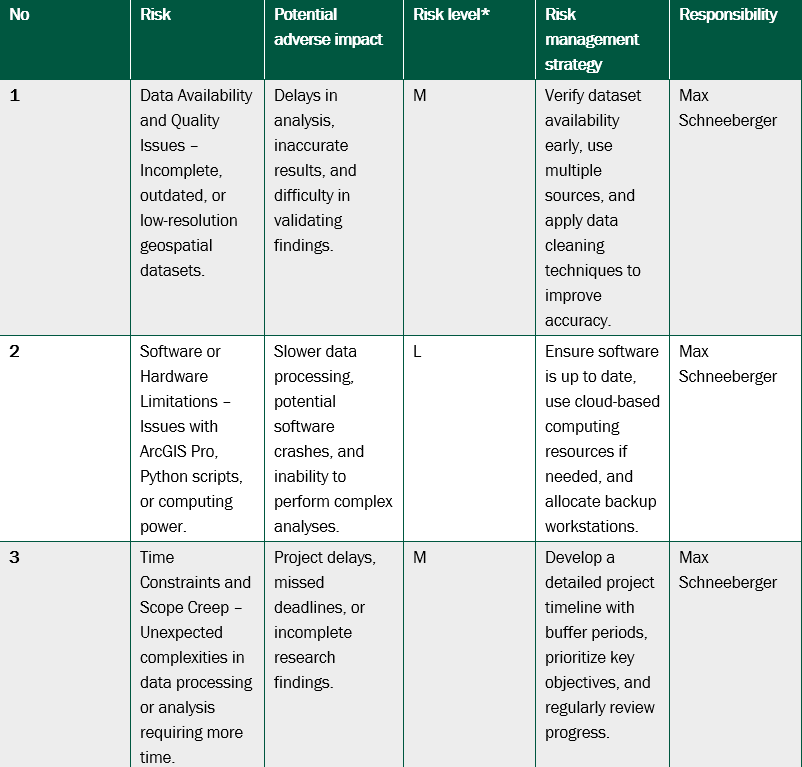 No
Risk
Potential
adverse impact
Risk level*
Risk
management
strategy
Responsibility
1
Data Availability
and Quality
Issues –
Incomplete,
outdated, or
low-resolution
geospatial
datasets.
Delays in
analysis,
inaccurate
results, and
difficulty in
validating
findings.
M
Verify dataset
availability
early, use
multiple
sources, and
apply data
cleaning
techniques to
improve
accuracy.
Max
Schneeberger
2
Software or
Hardware
Limitations –
Issues with
ArcGIS Pro,
Python scripts,
or computing
power.
Slower data
processing,
potential
software
crashes, and
inability to
perform complex
analyses.
L
Ensure software
is up to date,
use cloud-based
computing
resources if
needed, and
allocate backup
workstations.
Max
Schneeberger
3
Time
Constraints and
Scope Creep –
Unexpected
complexities in
data processing
or analysis
requiring more
time.
Project delays,
missed
deadlines, or
incomplete
research
findings.
M
Develop a
detailed project
timeline with
buffer periods,
prioritize key
objectives, and
regularly review
progress.
Max
Schneeberger